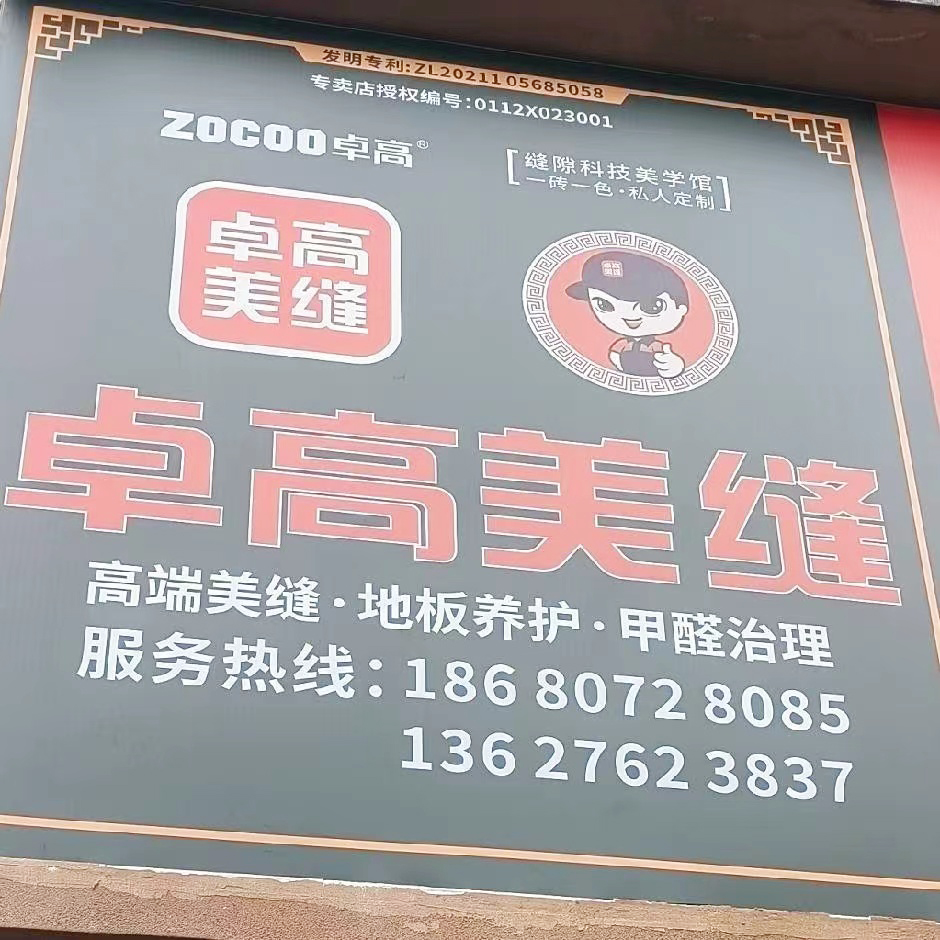 发明专利:ZL2021105685058
专卖店授权编号:0112X023001
ZOCOO卓高®
缝隙科技美学馆
一砖一色·私人定制
卓高
美缝
卓高美缝
高端美缝·地板养护·甲醛治理
服务热线:186 8072 8085
136 2762 3837